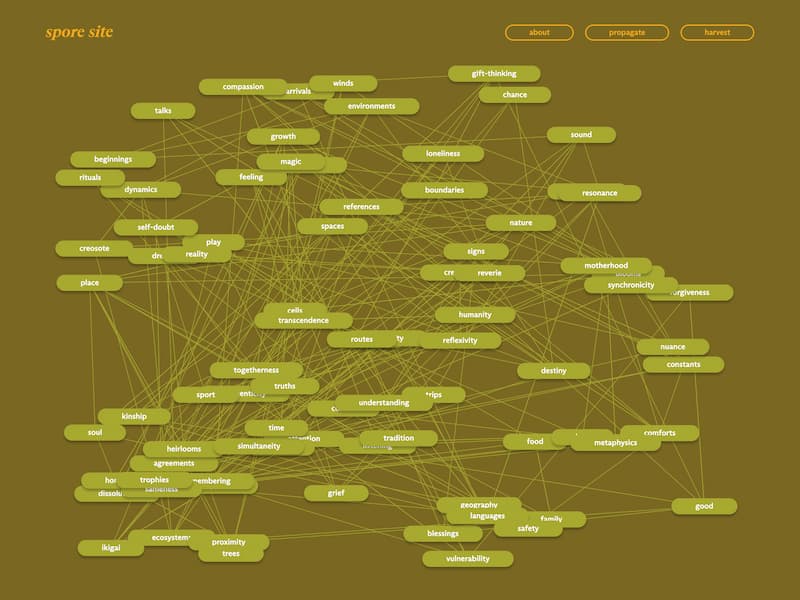 spore site
about
propagate
harvest
gift-thinking
winds
compassion
arrivals
chance
environments
talks
sound
growth
loneliness
beginnings
magic
rituals
feeling
dynamics
boundaries
resonance
references
nature
self-doubt
spaces
play
creosote
reality
signs
motherhood
reverie
place
synchronicity
forgiveness
cells
transcendence
humanity
routes
reflexivity
nuance
constants
togetherness
destiny
truths
sport
trips
understanding
kinship
time
soul
attention
tradition
comforts
food
metaphysics
simultaneity
heirlooms
agreements
trophies
grief
geography
good
languages
family
safety
blessings
ecosystems
proximity
ikigai
trees
vulnerability